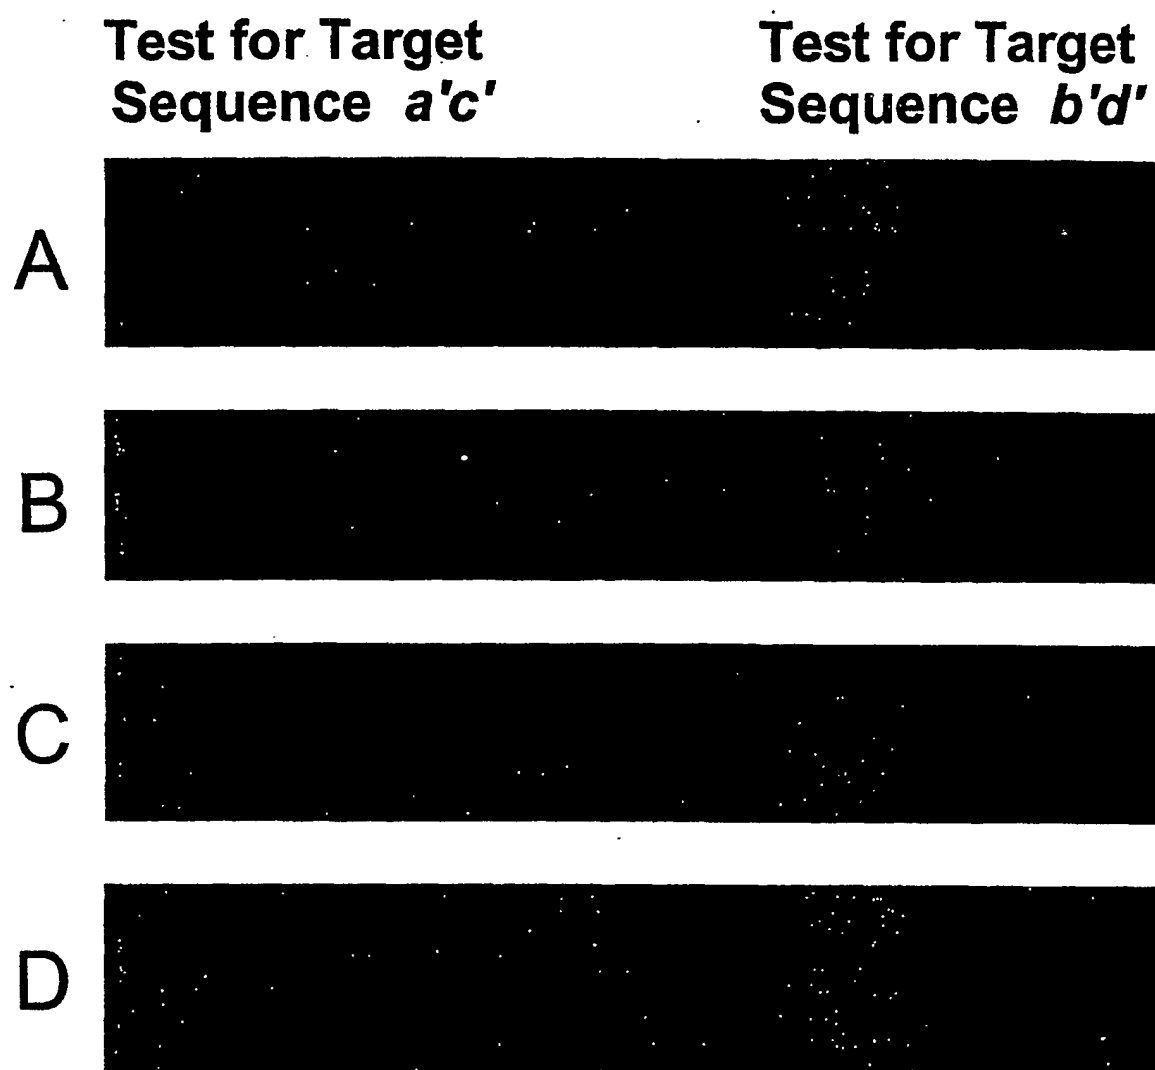 Test for Target
Sequence a'c'
Test for Target
Sequence b'd'
A
B
C
D